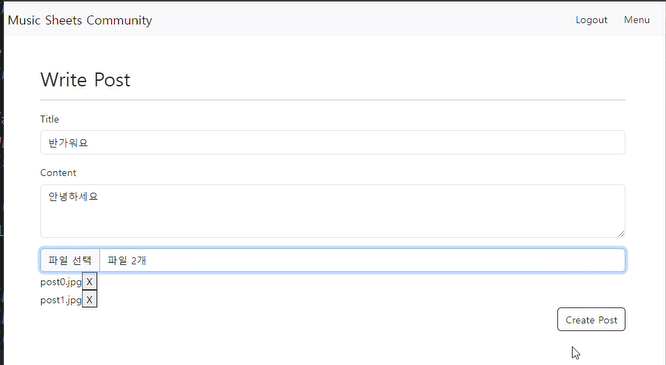 Music Sheets Community Logout Menu
Write Post
Title
반가워요
Content
안녕하세요
파일 선택 파일 2개
post0.jpg X
post1.jpg X
Create Post